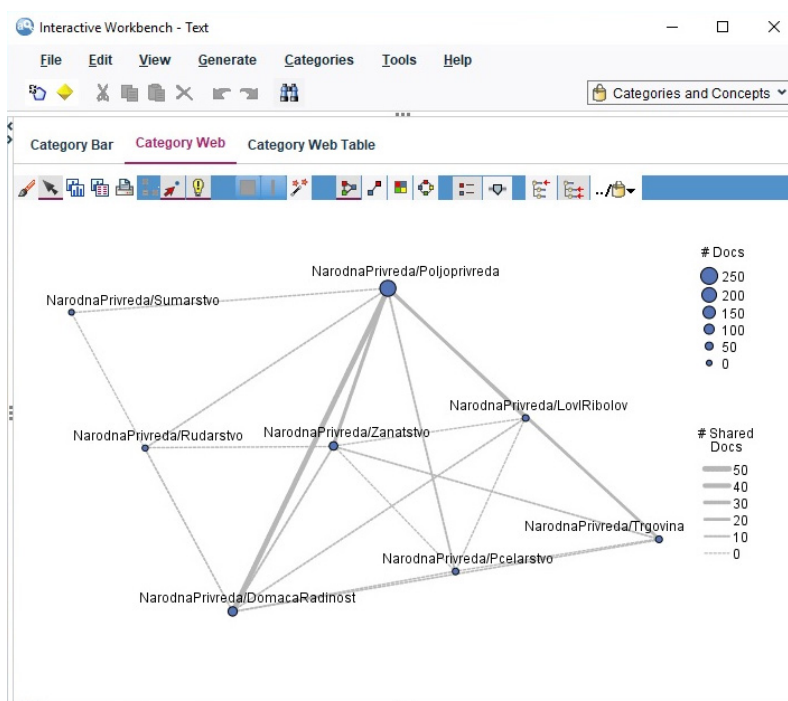 Interactive Workbench - Text
File Edit View Generate Categories Tools Help
Categories and Concepts
Category Bar Category Web Category Web Table
../
# Docs
250
200
150
100
50
0
NarodnaPrivreda/Poljoprivreda
NarodnaPrivreda/Sumarstvo
NarodnaPrivreda/LovIRibolov
NarodnaPrivreda/Rudarstvo
NarodnaPrivreda/Zanatstvo
# Shared
Docs
50
40
30
20
10
0
NarodnaPrivreda/Trgovina
NarodnaPrivreda/Pcelarstvo
NarodnaPrivreda/DomacaRadinost